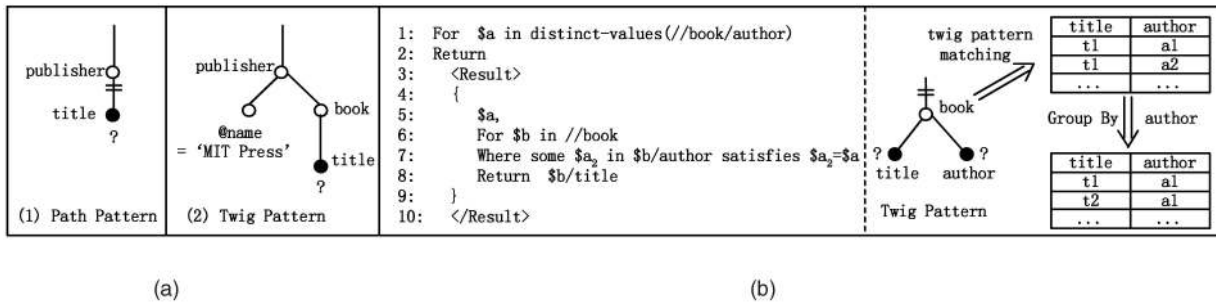 publisher
title
?
(1) Path Pattern
publisher
book
@name
= ‘MIT Press’
title
?
(2) Twig Pattern
1: For $a in distinct-values(//book/author)
2: Return
3: <Result>
4: {
5: $a,
6: For $b in //book
7: Where some $a₂ in $b/author satisfies $a₂=$a
8: Return $b/title
9: }
10: </Result>
twig pattern
matching
book
? ?
title author
Twig Pattern
title author
t1 a1
t1 a2
... ...
Group By author
title author
t1 a1
t2 a1
... ...
(a) (b)